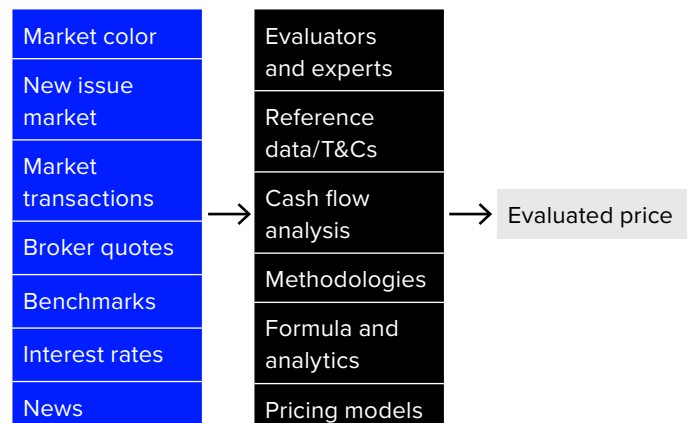 Market color
New issue
market
Market
transactions
Broker quotes
Benchmarks
Interest rates
News
Evaluators
and experts
Reference
data/T&Cs
Cash flow
analysis
Methodologies
Formula and
analytics
Pricing models
Evaluated price